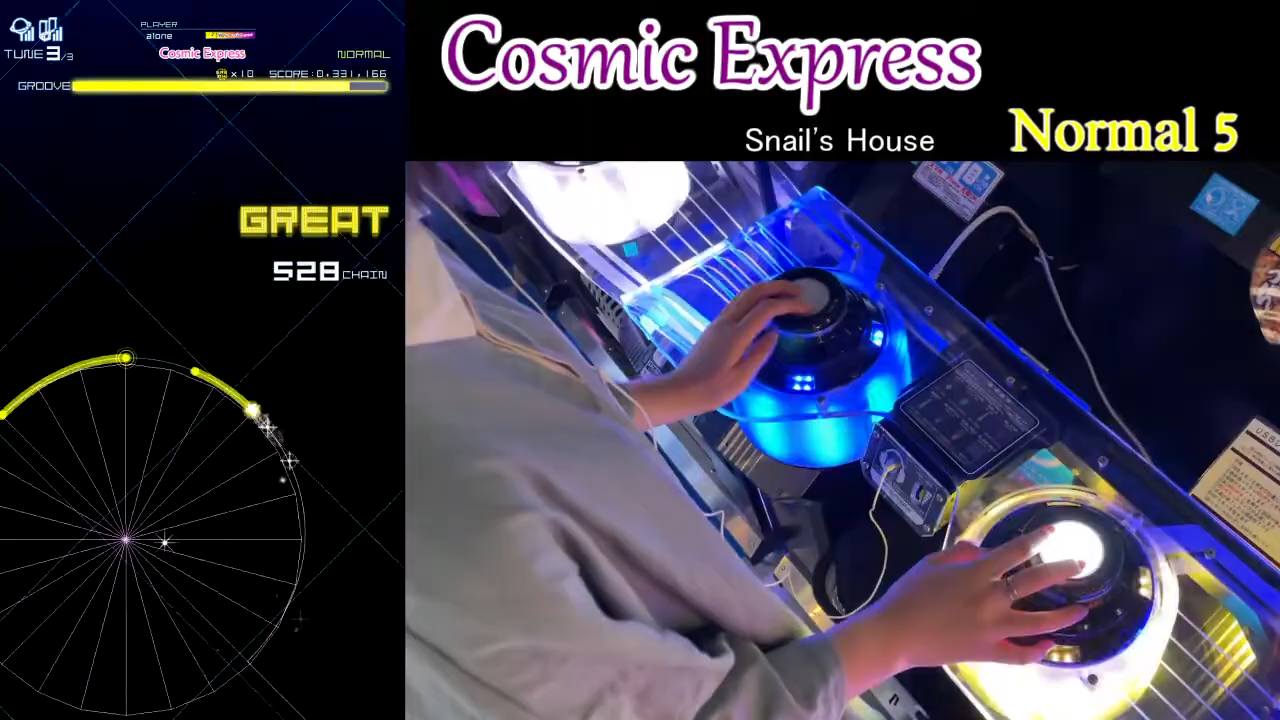 PLAYER
alone
TUNE 3/3
Cosmic Express
NORMAL
×10 SCORE:0,331,166
GROOVE
GREAT
528 CHAIN
Cosmic Express
Snail's House
Normal 5